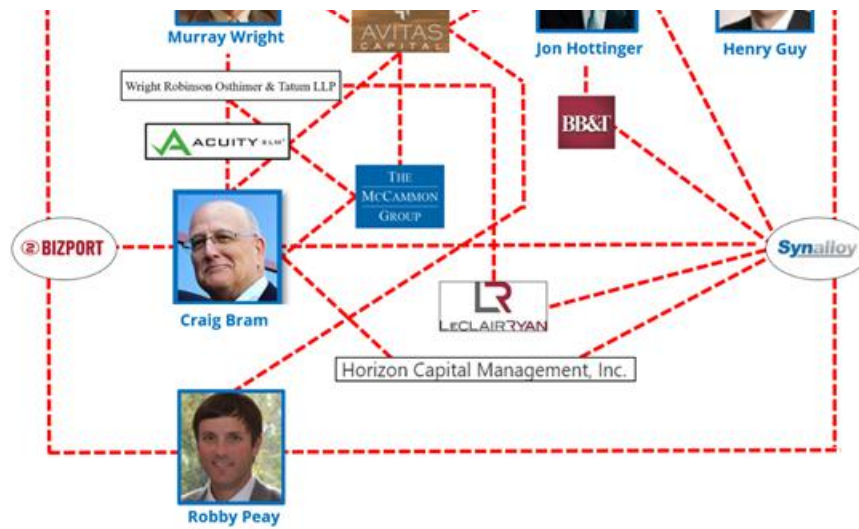 Murray Wright
AVITAS
CAPITAL
Jon Hottinger
Henry Guy
Wright Robinson Osthimer & Tatum LLP
BB&T
ACUITY
THE
MCCAMMON
GROUP
BIZPORT
Synalloy
LR
LECLAIRRYAN
Craig Bram
Horizon Capital Management, Inc.
Robby Peay